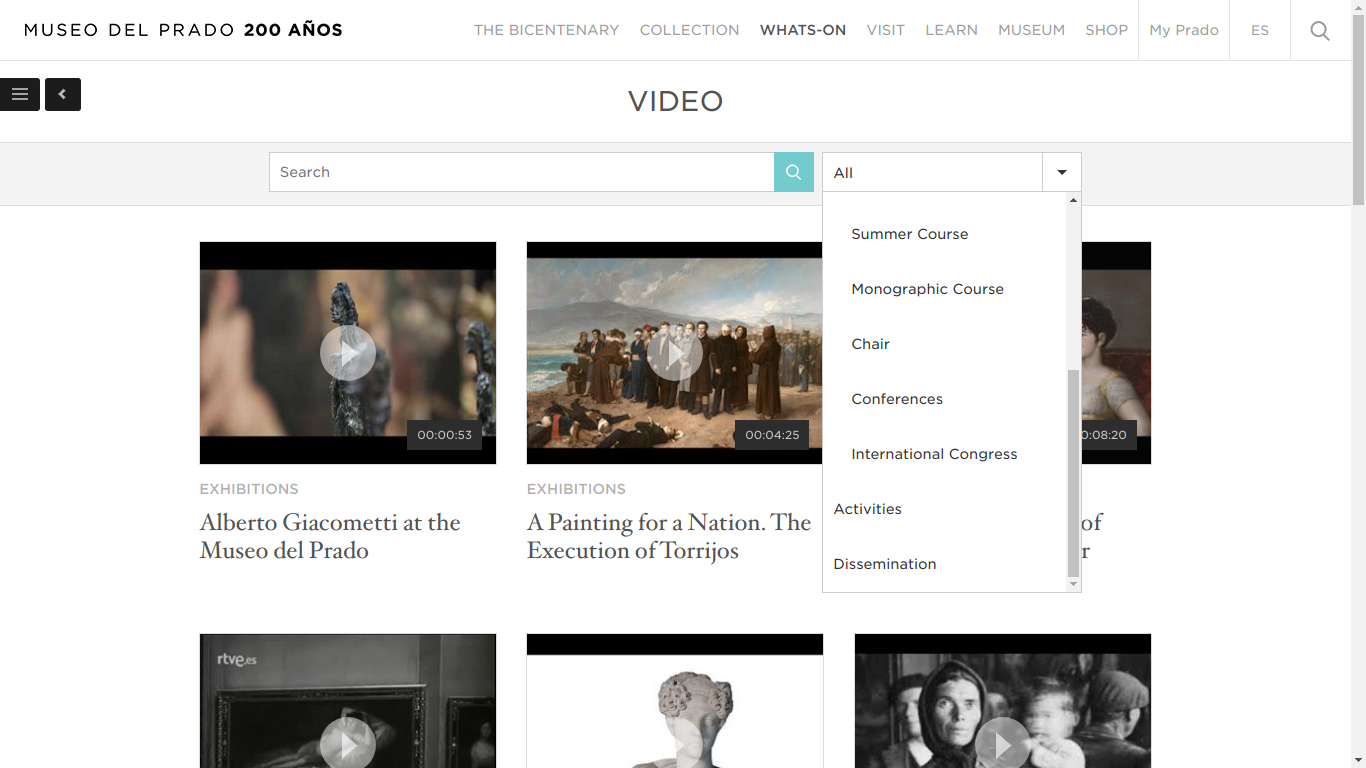 MUSEO DEL PRADO 200 AÑOS
THE BICENTENARY COLLECTION WHATS-ON VISIT LEARN MUSEUM SHOP My Prado ES
VIDEO
Search
All
Summer Course
Monographic Course
Chair
Conferences
International Congress
Activities
Dissemination
00:00:53
00:04:25
0:08:20
EXHIBITIONS
Alberto Giacometti at the
Museo del Prado
EXHIBITIONS
A Painting for a Nation. The
Execution of Torrijos
of
rtve.es